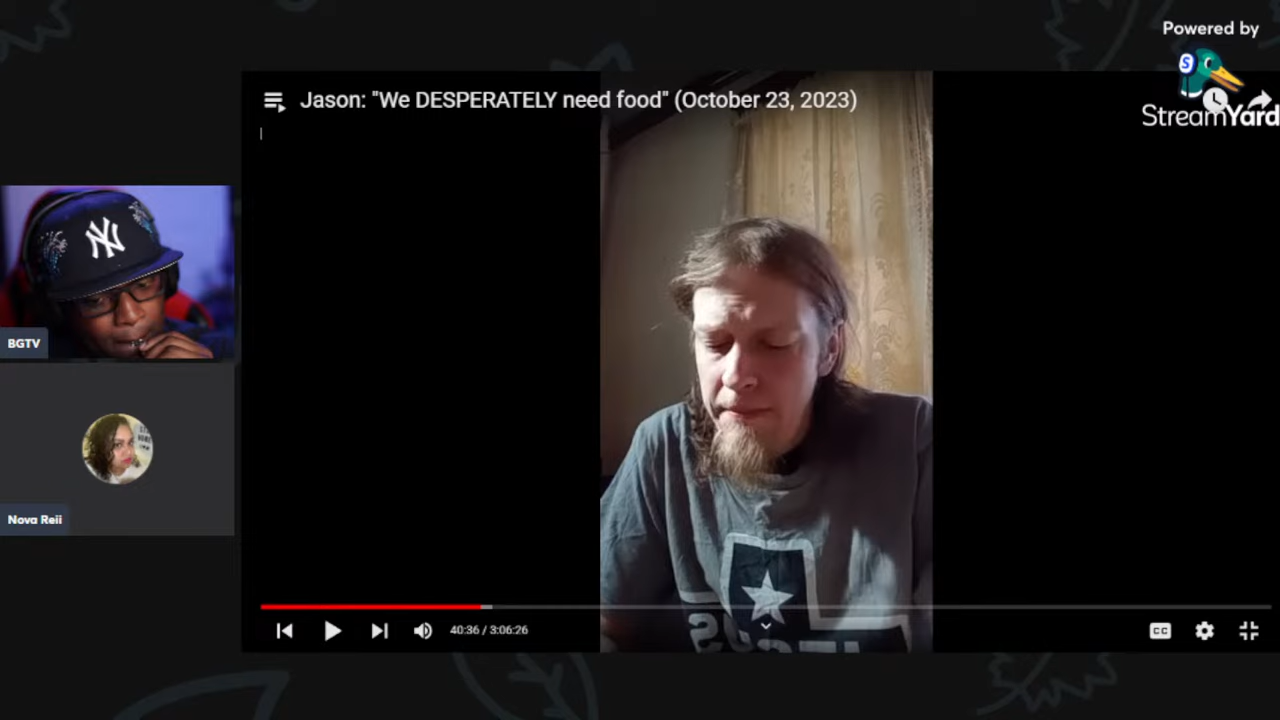 Powered by
StreamYard
S
Jason: "We DESPERATELY need food" (October 23, 2023)
NY
BGTV
Nova Reii
40:36 / 3:06:26
CC